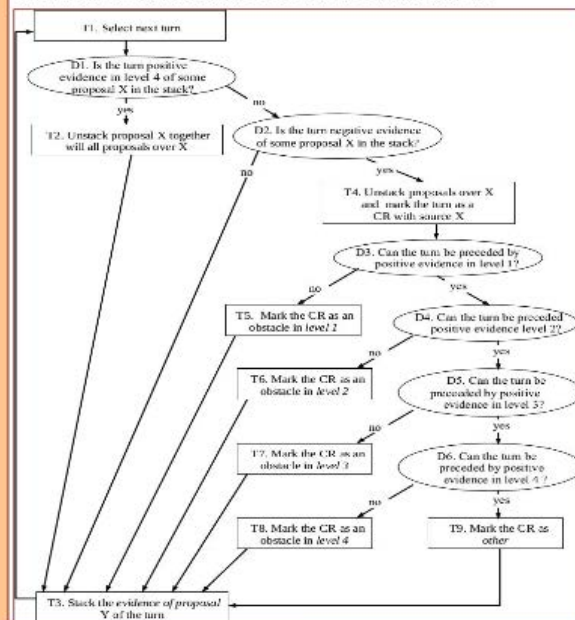 T1. Select next turn
D1. Is the turn positive
evidence in level 4 of some
proposal X in the stack?
no
yes
T2. Unstack proposal X together
will all proposals over X
D2. Is the turn negative evidence
of some proposal X in the stack?
no
yes
T4. Unstack proposals over X
and mark the turn as a
CR with source X
D3. Can the turn be preceded by
positive evidence in level 1?
no
yes
T5. Mark the CR as an
obstacle in level 1
D4. Can the turn be preceded
positive evidence level 2?
no
yes
T6. Mark the CR as an
obstacle in level 2
D5. Can the turn be
preceeded by positive
evidence in level 3?
no
yes
T7. Mark the CR as an
obstacle in level 3
D6. Can the turn be
preceded by positive
evidence in level 4 ?
no
yes
T8. Mark the CR as an
obstacle in level 4
T9. Mark the CR as
other
T3. Stack the evidence of proposal
Y of the turn